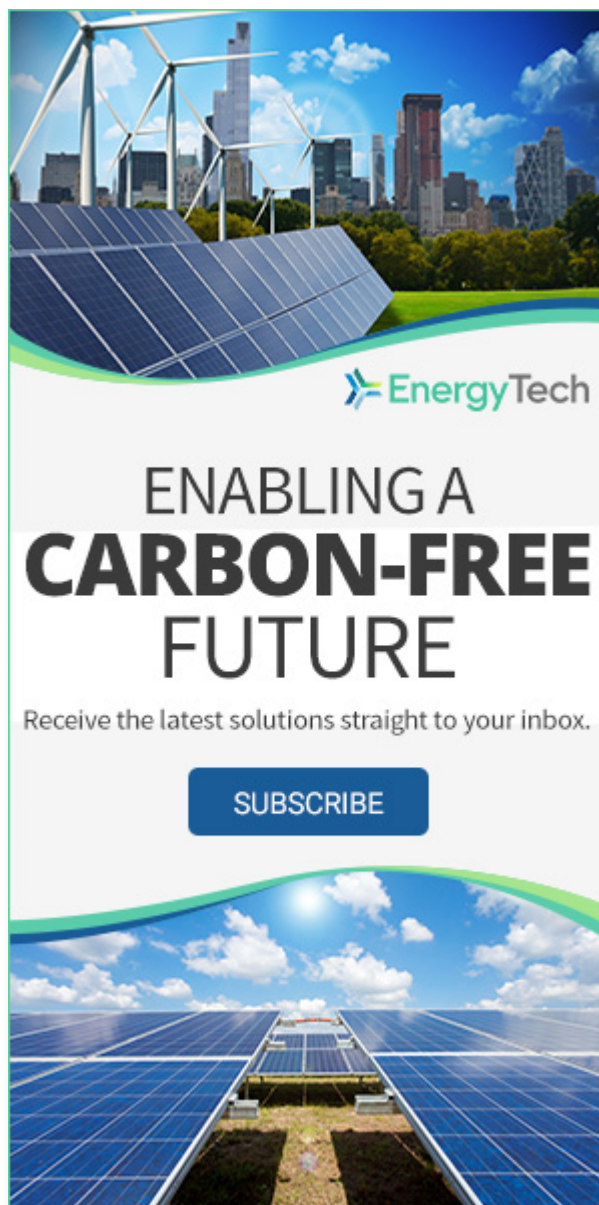 EnergyTech
ENABLING A
CARBON-FREE
FUTURE
Receive the latest solutions straight to your inbox.
SUBSCRIBE